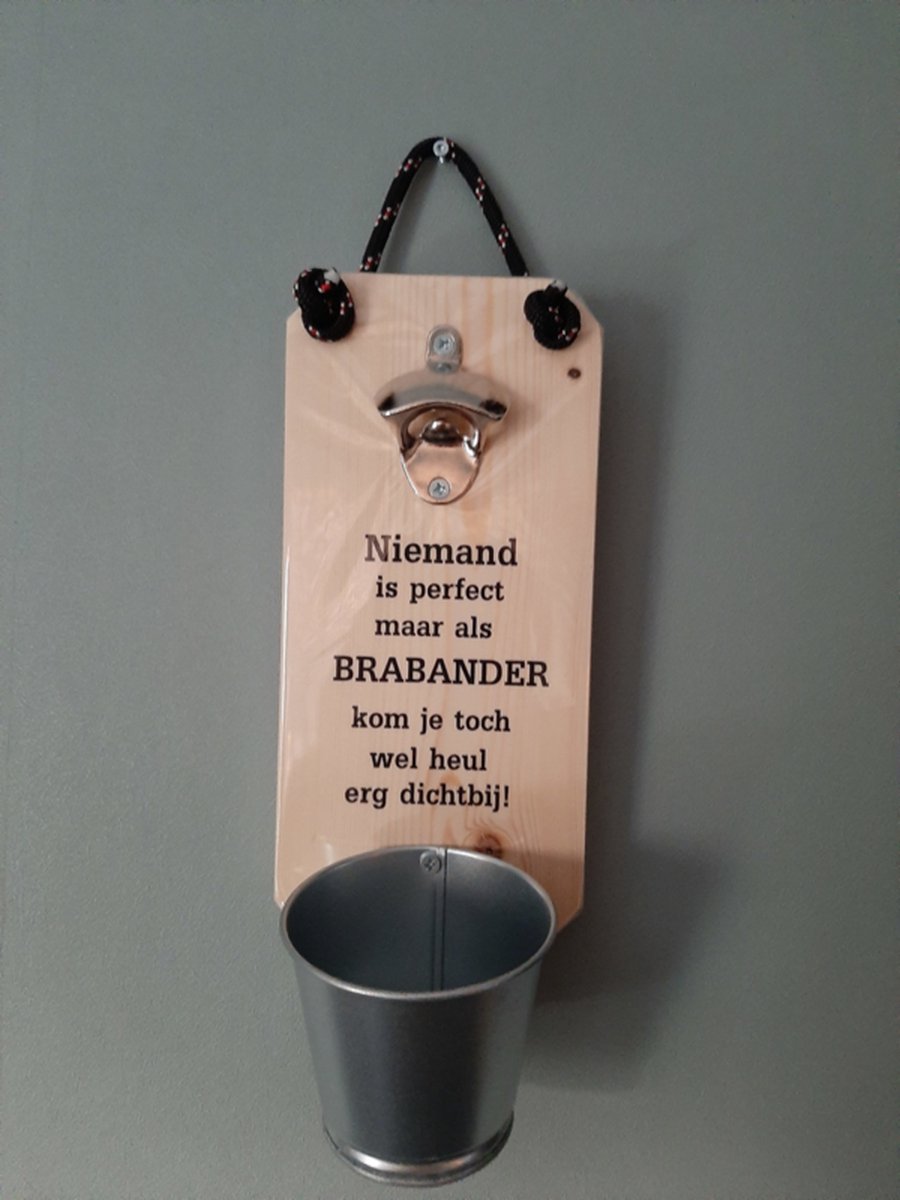 Niemand
is perfect
maar als
BRABANDER
kom je toch
wel heul
erg dichtbij!